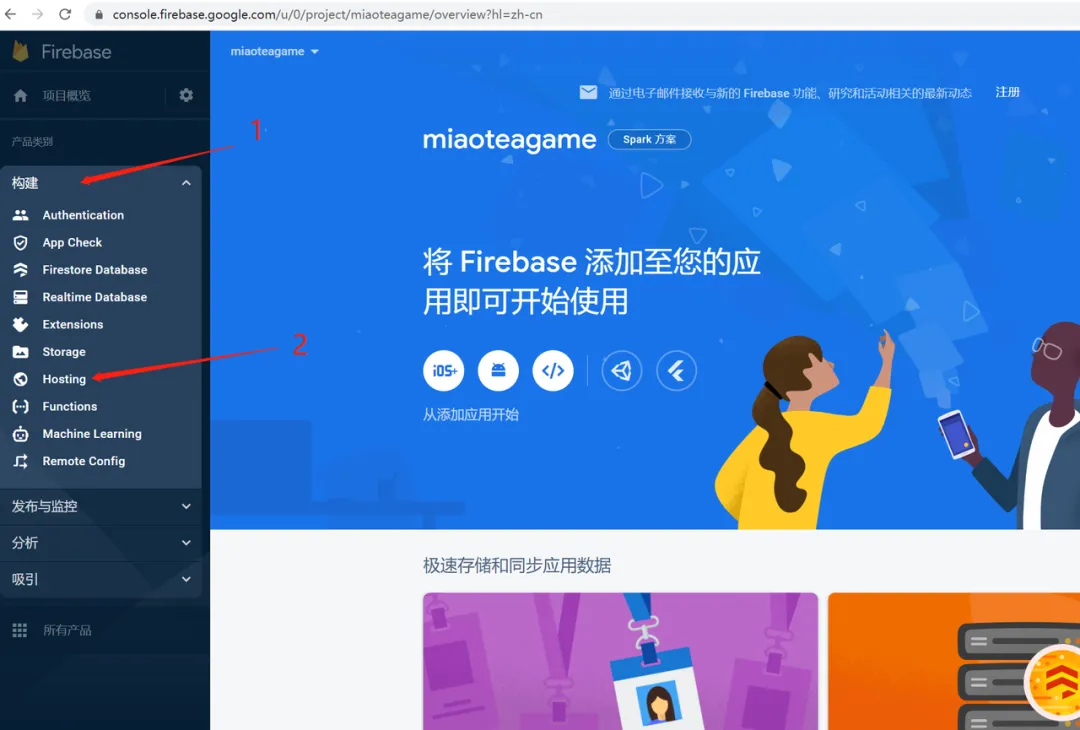 console.firebase.google.com/u/0/project/miaoteagame/overview?hl=zh-cn
Firebase
项目概览
产品类别
构建
Authentication
App Check
Firestore Database
Realtime Database
Extensions
Storage
Hosting
Functions
Machine Learning
Remote Config
发布与监控
分析
吸引
所有产品
1
2
miaoteagame
通过电子邮件接收与新的 Firebase 功能、研究和活动相关的最新动态 注册
miaoteagame Spark 方案
将 Firebase 添加至您的应
用即可开始使用
iOS+ </>
从添加应用开始
极速存储和同步应用数据